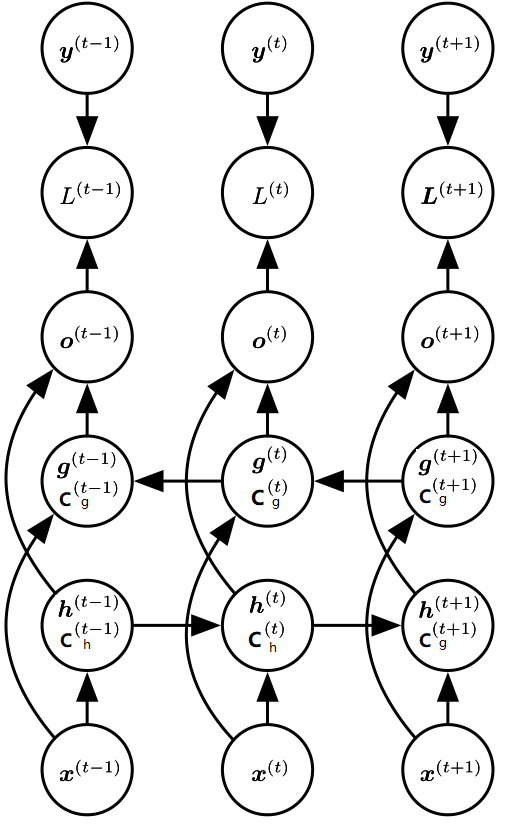 y^(t−1) y^(t) y^(t+1)
L^(t−1) L^(t) L^(t+1)
o^(t−1) o^(t) o^(t+1)
g^(t−1) g^(t) g^(t+1)
C_g^(t−1) C_g^(t) C_g^(t+1)
h^(t−1) h^(t) h^(t+1)
C_h^(t−1) C_h^(t) C_g^(t+1)
x^(t−1) x^(t) x^(t+1)